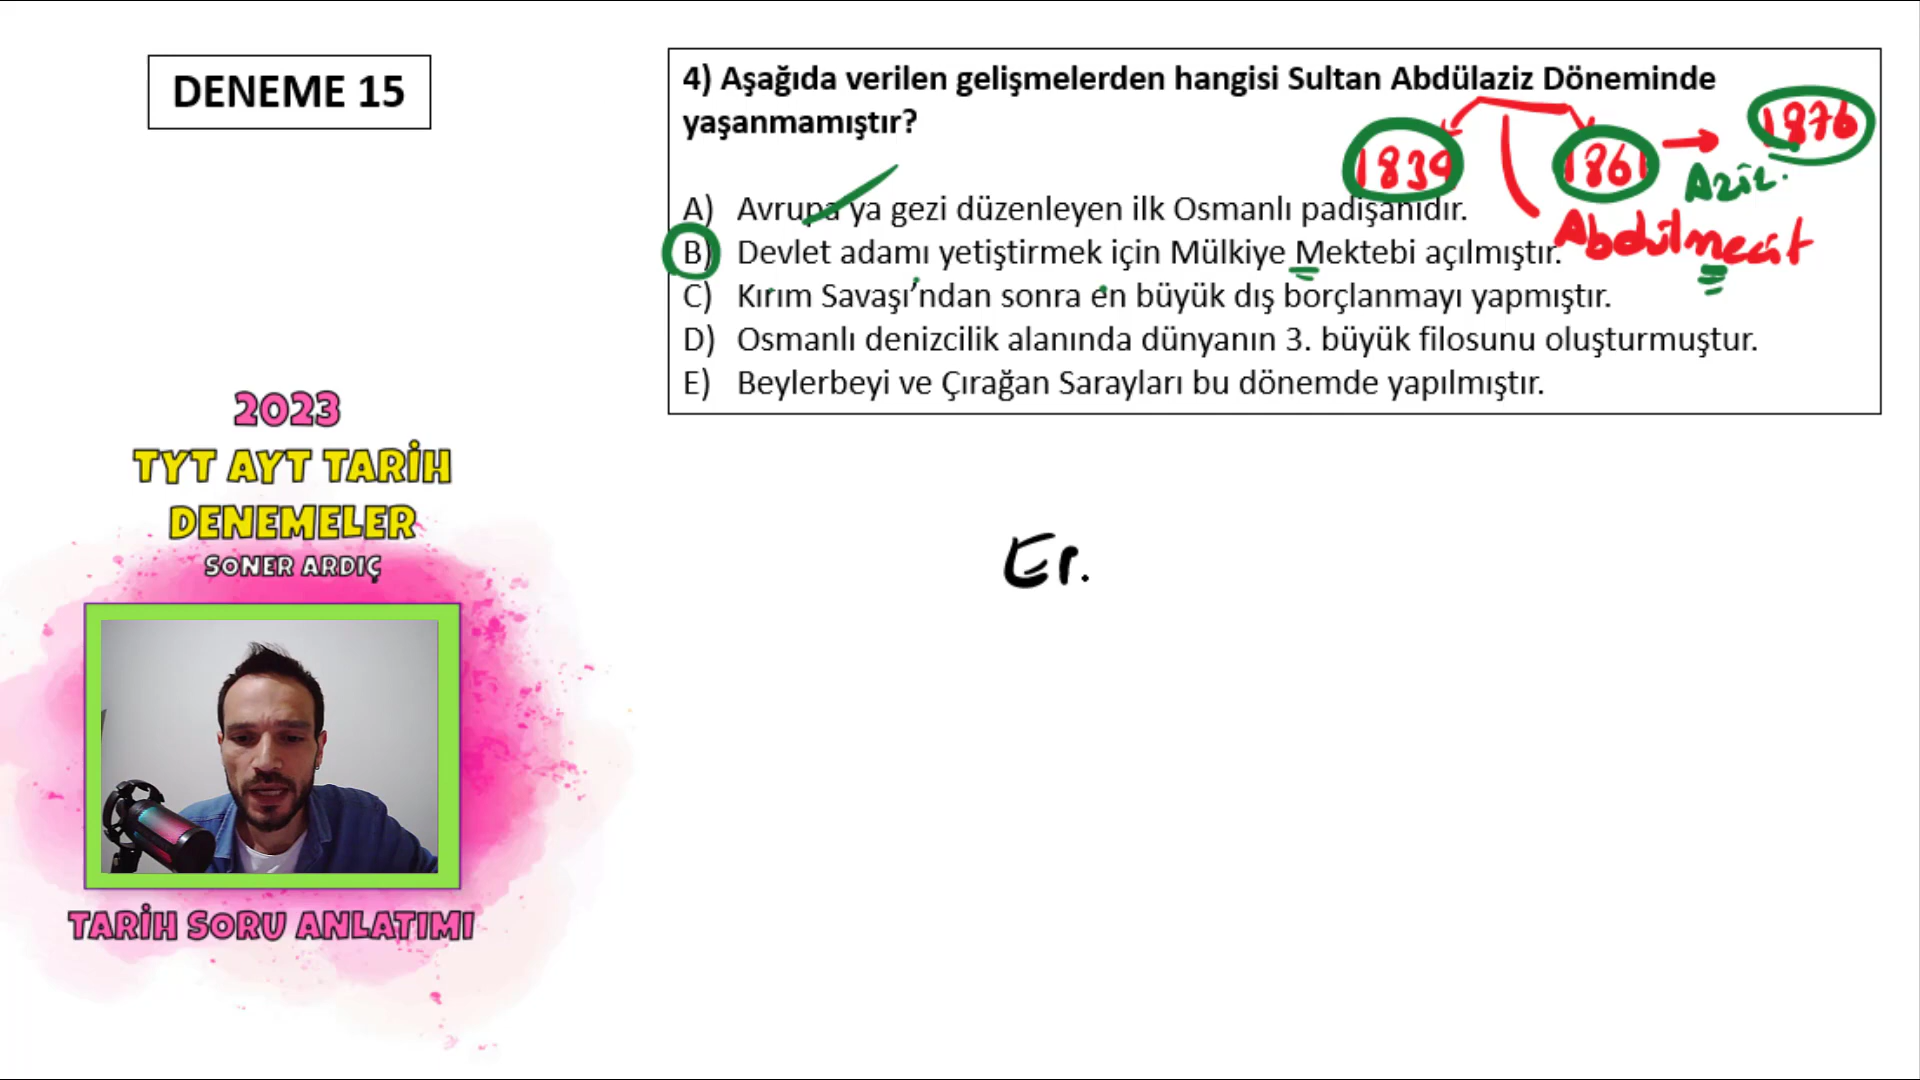 DENEME 15
4) Aşağıda verilen gelişmelerden hangisi Sultan Abdülaziz Döneminde
yaşanmamıştır?
1839
1861
1876
Aziz.
Abdülmecit
A) Avrupa ya gezi düzenleyen ilk Osmanlı padişahıdır.
B) Devlet adamı yetiştirmek için Mülkiye Mektebi açılmıştır.
C) Kırım Savaşı’ndan sonra en büyük dış borçlanmayı yapmıştır.
D) Osmanlı denizcilik alanında dünyanın 3. büyük filosunu oluşturmuştur.
E) Beylerbeyi ve Çırağan Sarayları bu dönemde yapılmıştır.
2023
TYT AYT TARİH
DENEMELER
SONER ARDIÇ
Er.
TARİH SORU ANLATIMI